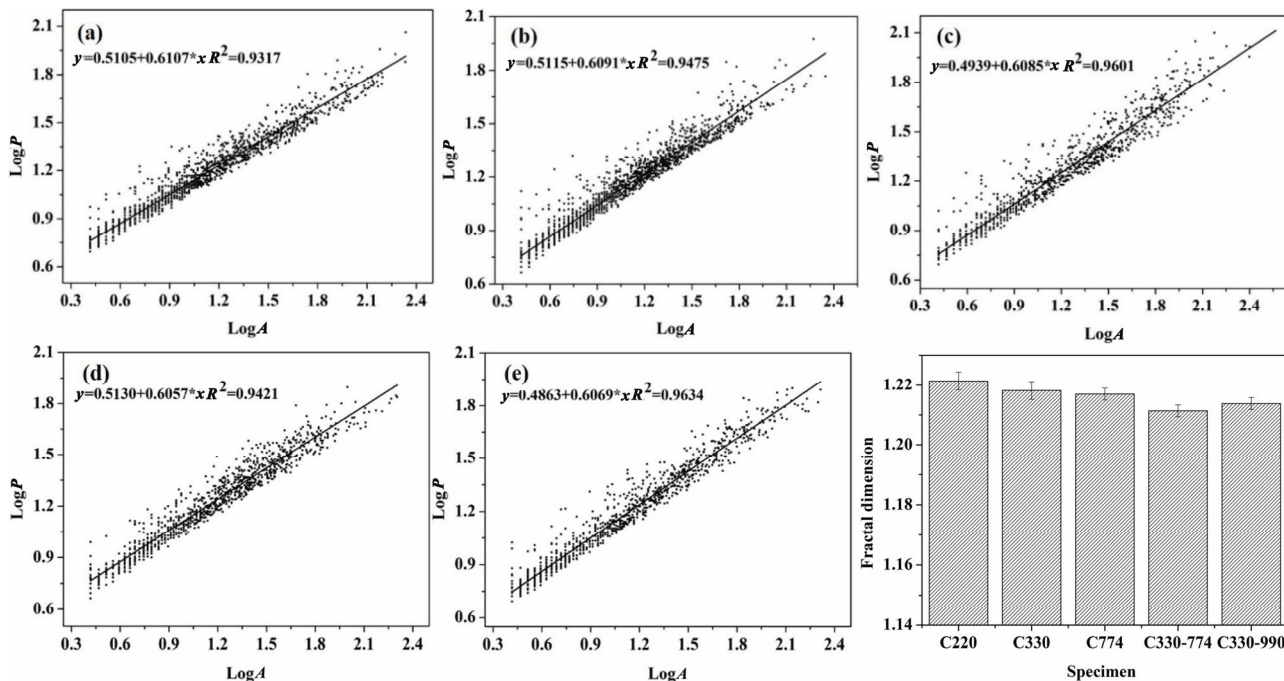 (a)
y=0.5105+0.6107*x R²=0.9317
2.1
1.8
1.5
1.2
0.9
0.6
LogP
0.3 0.6 0.9 1.2 1.5 1.8 2.1 2.4
LogA
(b)
y=0.5115+0.6091*x R²=0.9475
2.1
1.8
1.5
1.2
0.9
0.6
LogP
0.3 0.6 0.9 1.2 1.5 1.8 2.1 2.4
LogA
(c)
y=0.4939+0.6085*x R²=0.9601
2.1
1.8
1.5
1.2
0.9
0.6
LogP
0.3 0.6 0.9 1.2 1.5 1.8 2.1 2.4
LogA
(d)
y=0.5130+0.6057*x R²=0.9421
2.1
1.8
1.5
1.2
0.9
0.6
LogP
0.3 0.6 0.9 1.2 1.5 1.8 2.1 2.4
LogA
(e)
y=0.4863+0.6069*x R²=0.9634
2.1
1.8
1.5
1.2
0.9
0.6
LogP
0.3 0.6 0.9 1.2 1.5 1.8 2.1 2.4
LogA
1.22
1.20
1.18
1.16
1.14
Fractal dimension
C220 C330 C774 C330-774 C330-990
Specimen